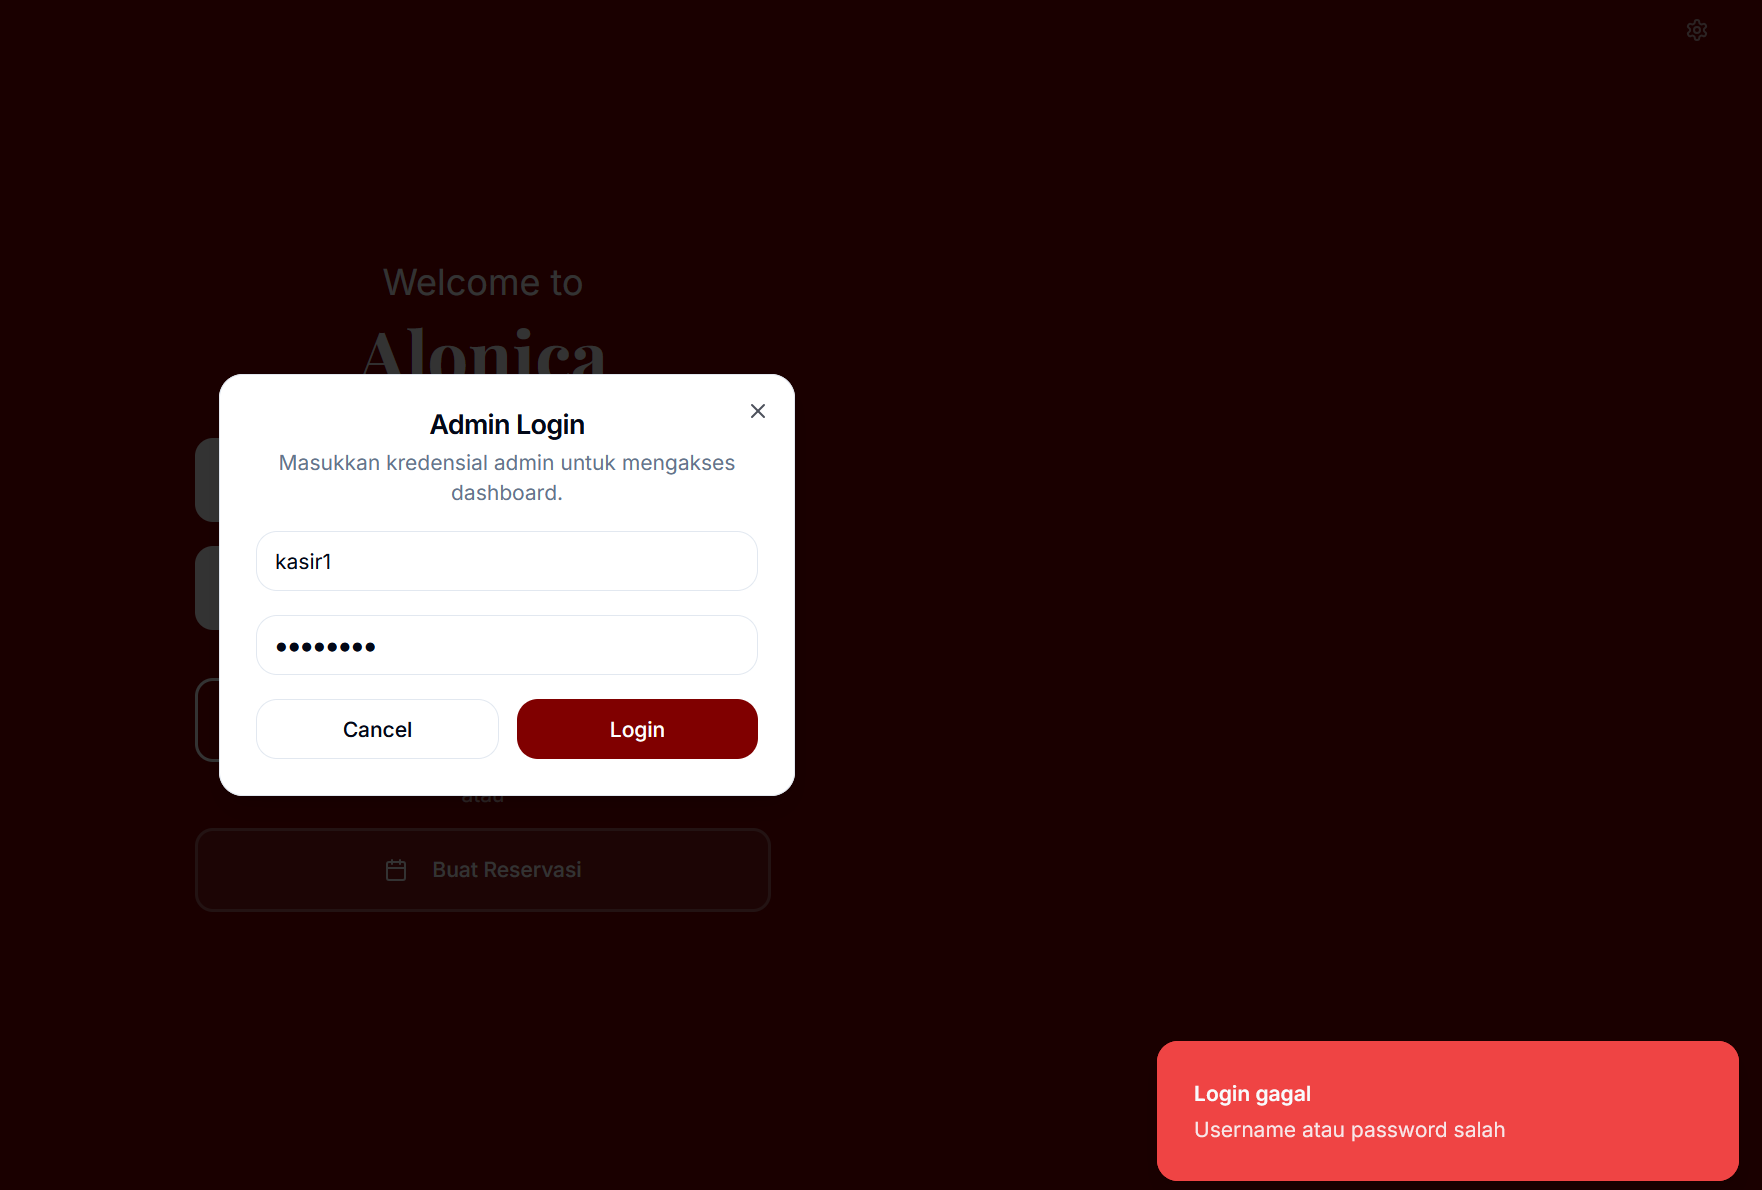 Welcome to
Alonica
Admin Login
Masukkan kredensial admin untuk mengakses
dashboard.
kasir1
••••••••
Cancel
Login
atau
Buat Reservasi
Login gagal
Username atau password salah